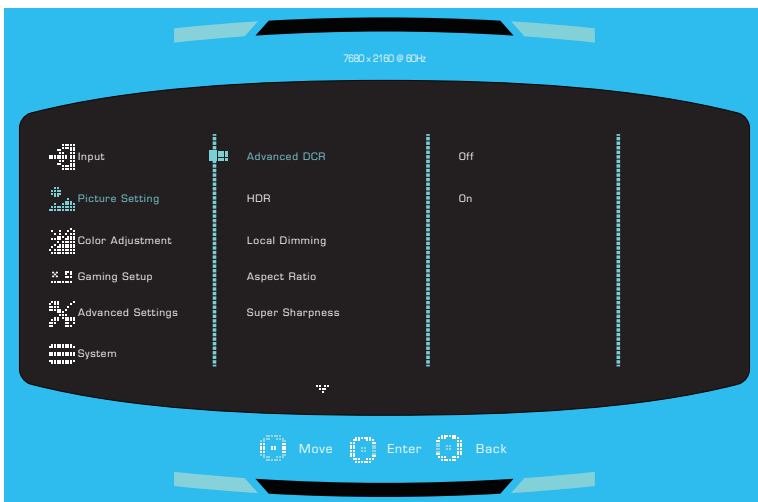 7680 x 2160 @ 60Hz
Input
Picture Setting
Color Adjustment
Gaming Setup
Advanced Settings
System
Advanced DCR
HDR
Local Dimming
Aspect Ratio
Super Sharpness
Off
On
Move
Enter
Back